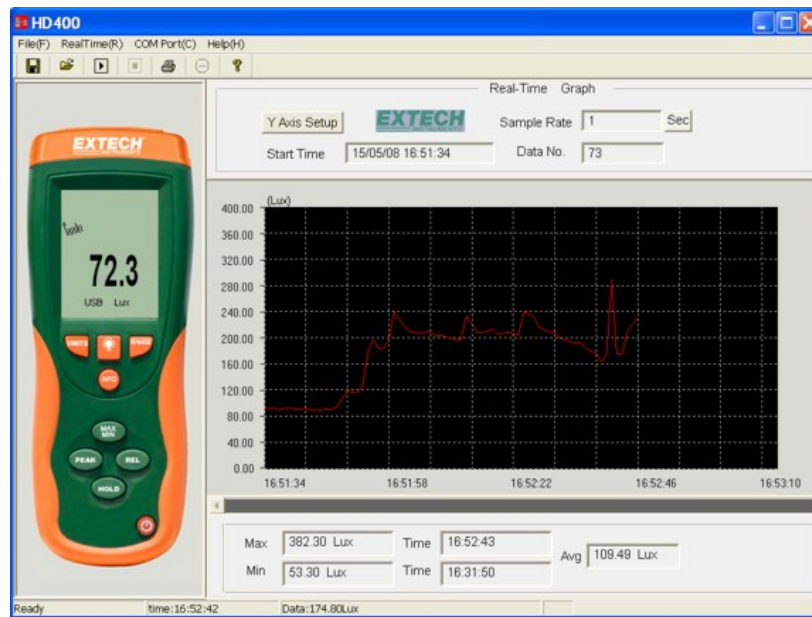 HD400
File(F) RealTime(R) COM Port(C) Help(H)
Real-Time Graph
Y Axis Setup
EXTECH
INSTRUMENTS
Sample Rate 1 Sec
Start Time 15/05/08 16:51:34
Data No. 73
EXTECH
72.3
USB Lux
UNITS
RANGE
APO
MAX
MIN
PEAK
REL
HOLD
(Lux)
400.00
360.00
320.00
280.00
240.00
200.00
160.00
120.00
80.00
40.00
0.00
16:51:34 16:51:58 16:52:22 16:52:46 16:53:10
Max 382.30 Lux Time 16:52:43
Min 53.30 Lux Time 16:31:50
Avg 109.49 Lux
Ready time:16:52:42 Data:174.80Lux